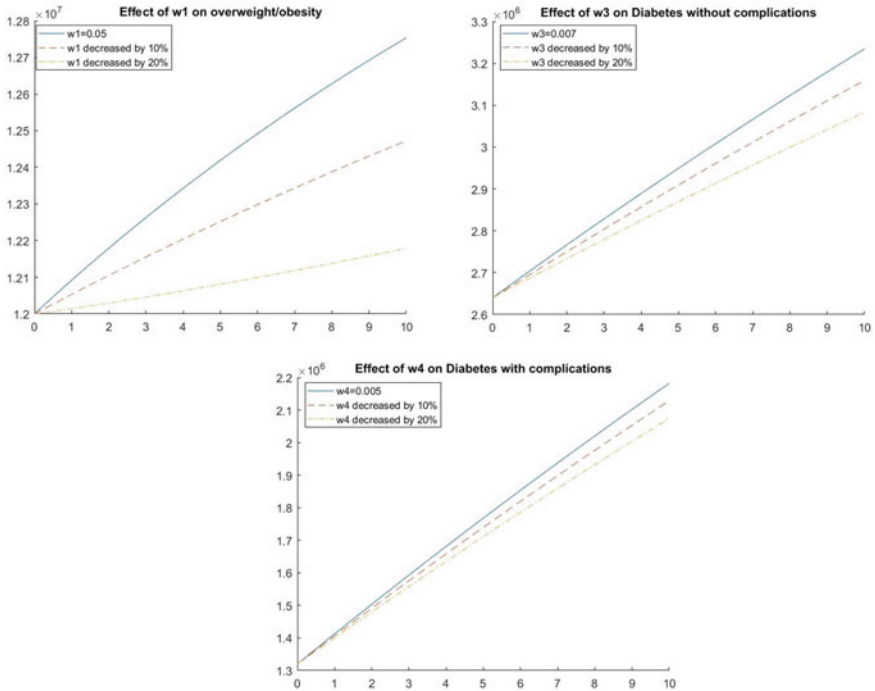 Effect of w1 on overweight/obesity
×10⁷
1.28
1.27
1.26
1.25
1.24
1.23
1.22
1.21
1.2
w1=0.05
w1 decreased by 10%
w1 decreased by 20%
0 1 2 3 4 5 6 7 8 9 10
Effect of w3 on Diabetes without complications
×10⁶
3.3
3.2
3.1
3
2.9
2.8
2.7
2.6
w3=0.007
w3 decreased by 10%
w3 decreased by 20%
0 1 2 3 4 5 6 7 8 9 10
Effect of w4 on Diabetes with complications
×10⁶
2.2
2.1
2
1.9
1.8
1.7
1.6
1.5
1.4
1.3
w4=0.005
w4 decreased by 10%
w4 decreased by 20%
0 1 2 3 4 5 6 7 8 9 10